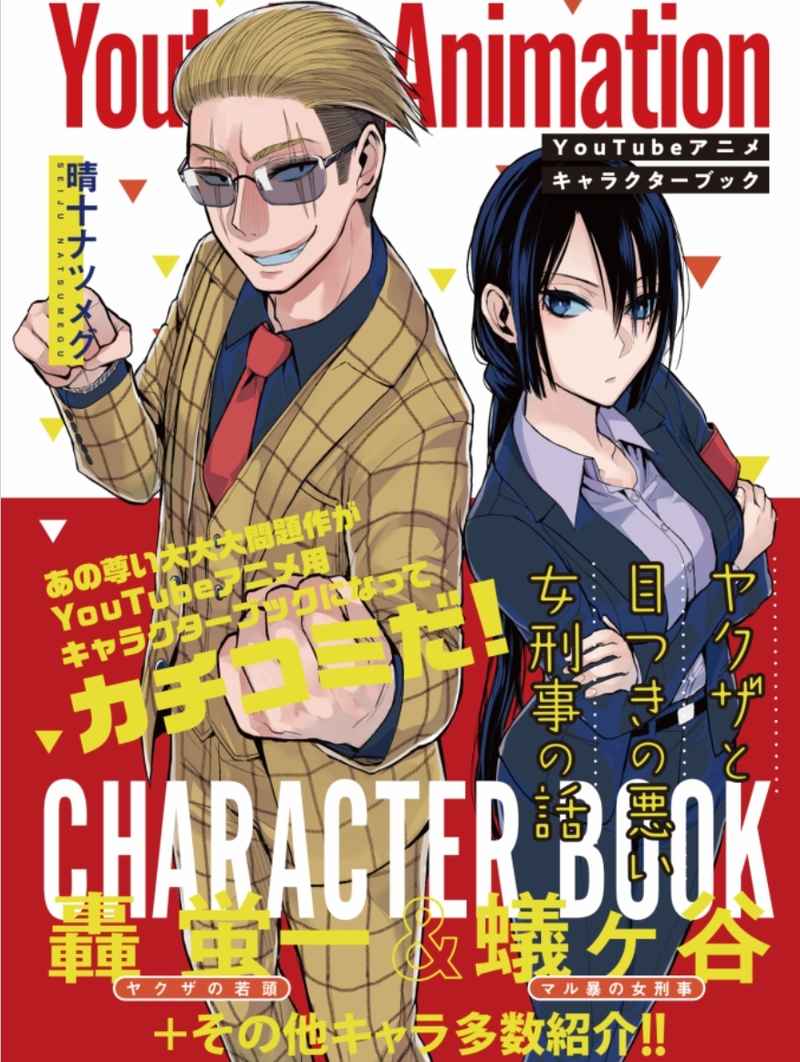 YouTube Animation
YouTubeアニメ
キャラクターブック
晴十ナツメグ
SEIJU NATSUMEGU
あの尊い大大大問題作が
YouTubeアニメ用
キャラクターブックになって
カチコミだ!
ヤクザと
目つきの悪い
女刑事の話
CHARACTER BOOK
轟 蛍一&蟻ヶ谷
ヤクザの若頭
マル暴の女刑事
+その他キャラ多数紹介!!